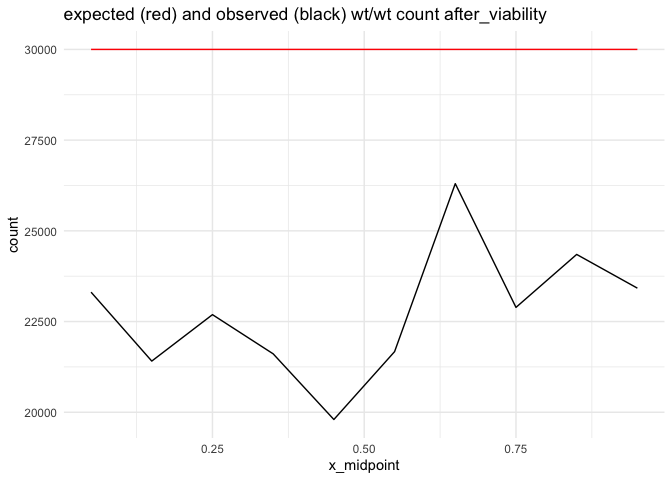 expected (red) and observed (black) wt/wt count after_viability
30000
27500
25000
22500
20000
count
0.25 0.50 0.75
x_midpoint